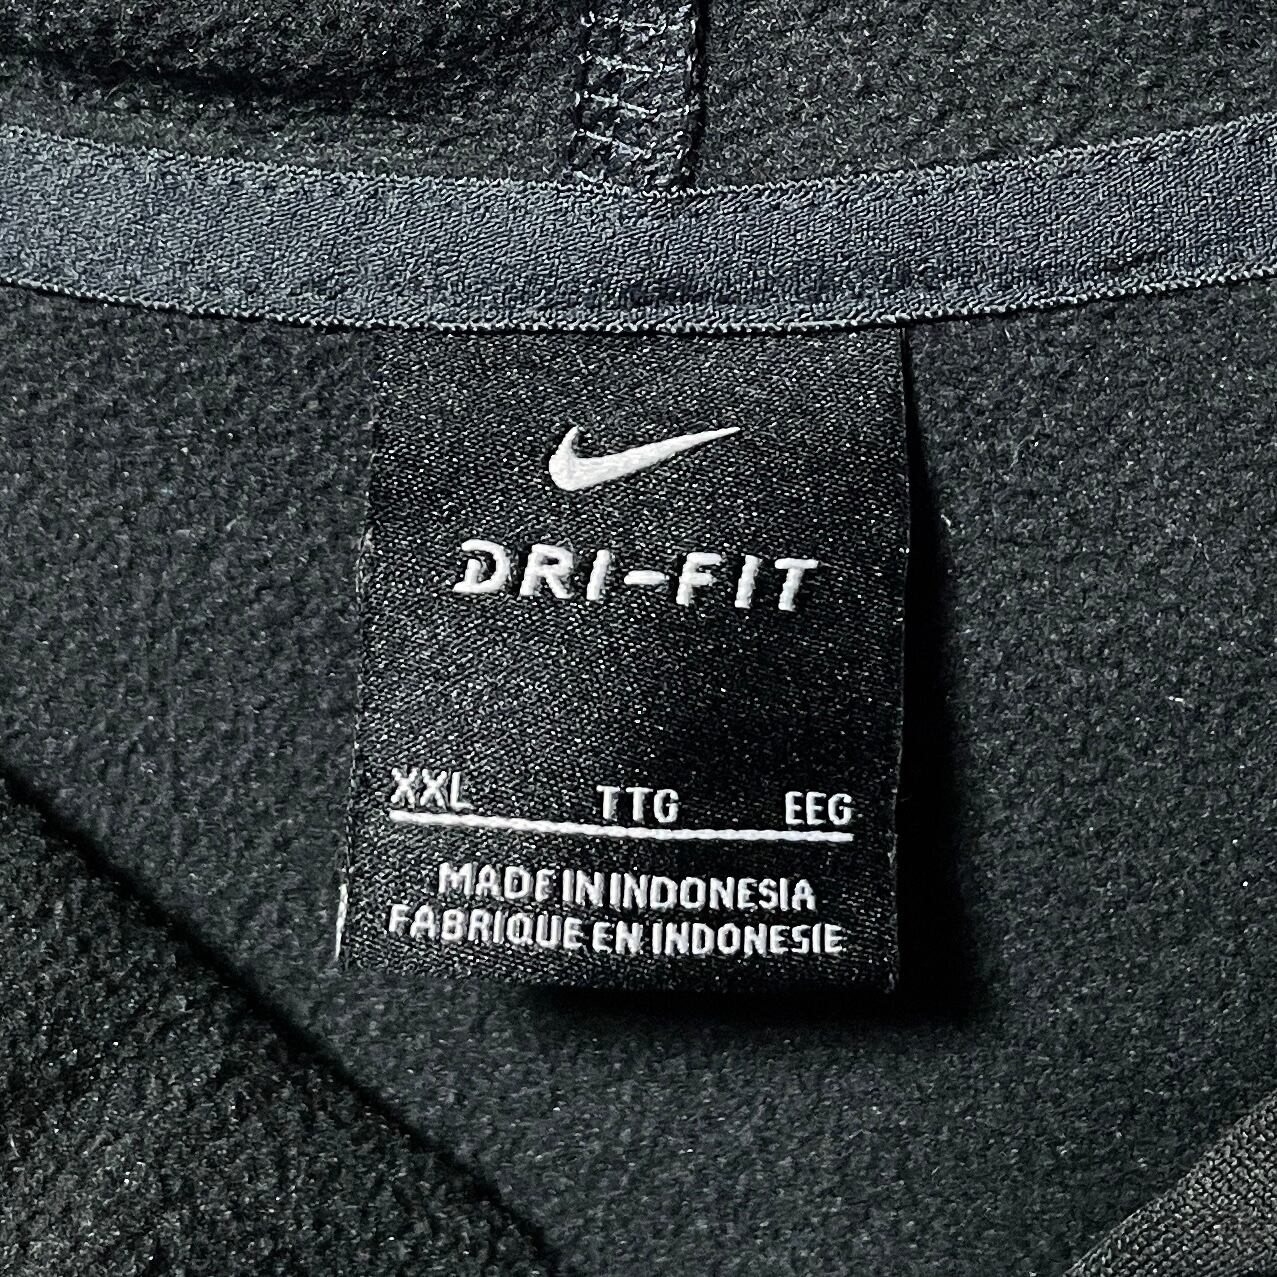 DRI-FIT
XXL TTG EEG
MADE IN INDONESIA
FABRIQUE EN INDONESIE